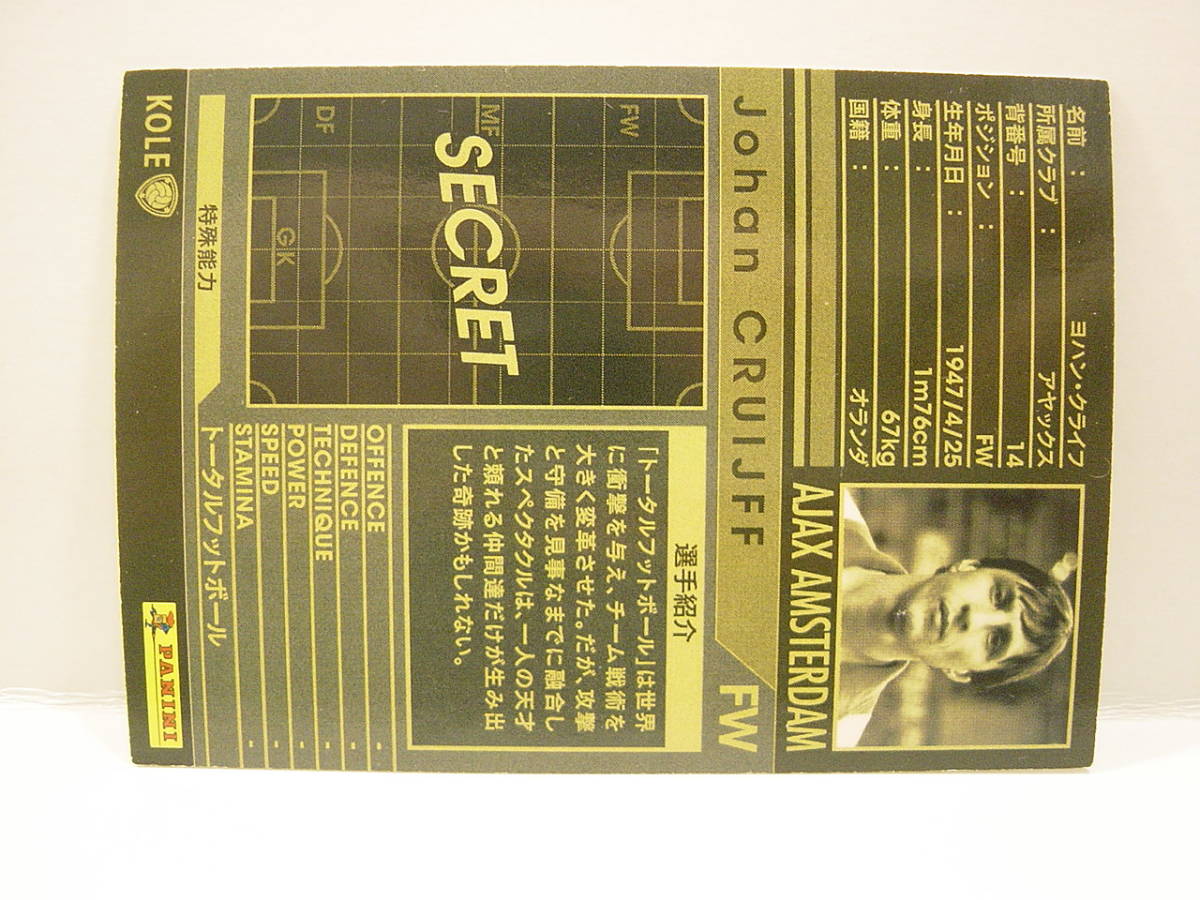 名前： ヨハン・クライフ
所属クラブ： アヤックス
背番号： 14
ポジション： FW
生年月日： 1947/4/25
身長： 1m76cm
体重： 67kg
国籍： オランダ
AJAX AMSTERDAM
Johan CRUIJFF
FW
FW
MF
DF
GK
SECRET
選手紹介
「トータルフットボール」は世界
に衝撃を与え、チーム戦術を
大きく変革させた。だが、攻撃
と守備を見事なまでに融合し
たスペクタクルは、一人の天才
と頼れる仲間達だけが生み出
した奇跡かもしれない。
OFFENCE -
DEFENCE -
TECHNIQUE -
POWER -
SPEED -
STAMINA -
特殊能力 トータルフットボール
KOLE
PANINI